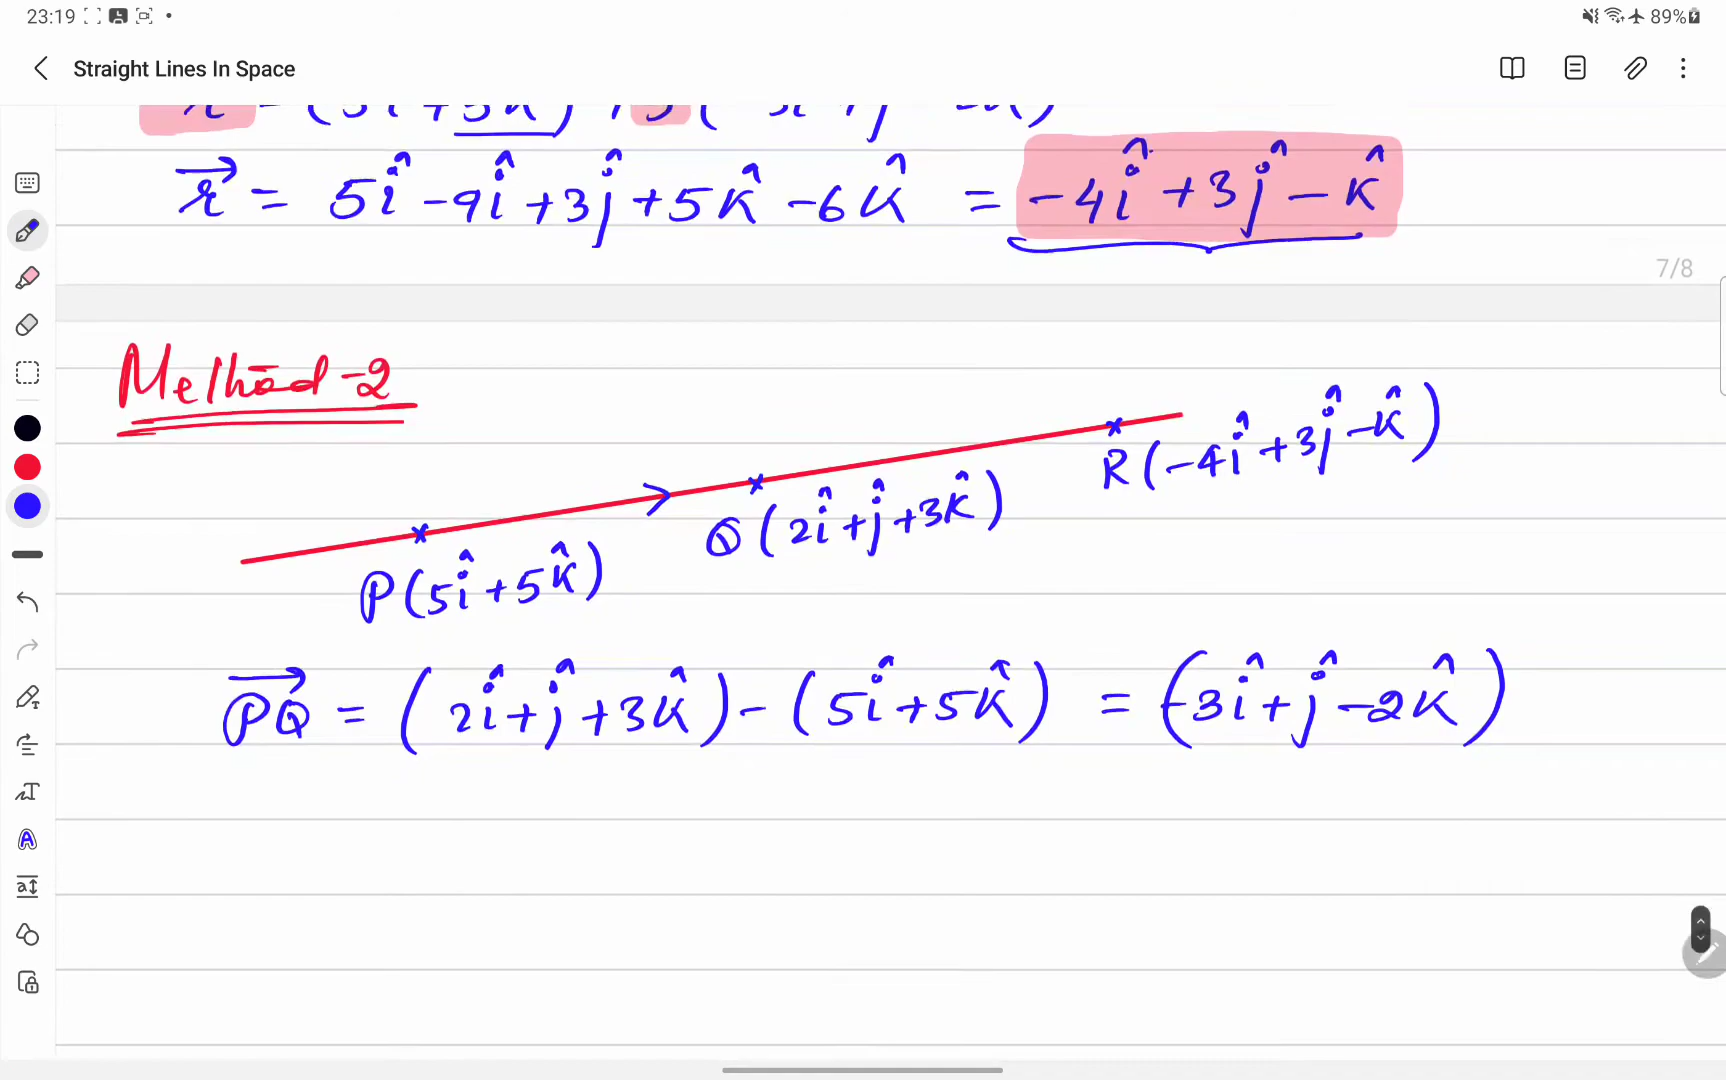 23:19
89%
Straight Lines In Space
r⃗ = 5î - 9î + 3ĵ + 5k̂ - 6k̂ = -4î + 3ĵ - k̂
7/8
Method-2
R(-4î + 3ĵ - k̂)
Q(2î + ĵ + 3k̂)
P(5î + 5k̂)
PQ⃗ = (2î + ĵ + 3k̂) - (5î + 5k̂) = (-3î + ĵ - 2k̂)